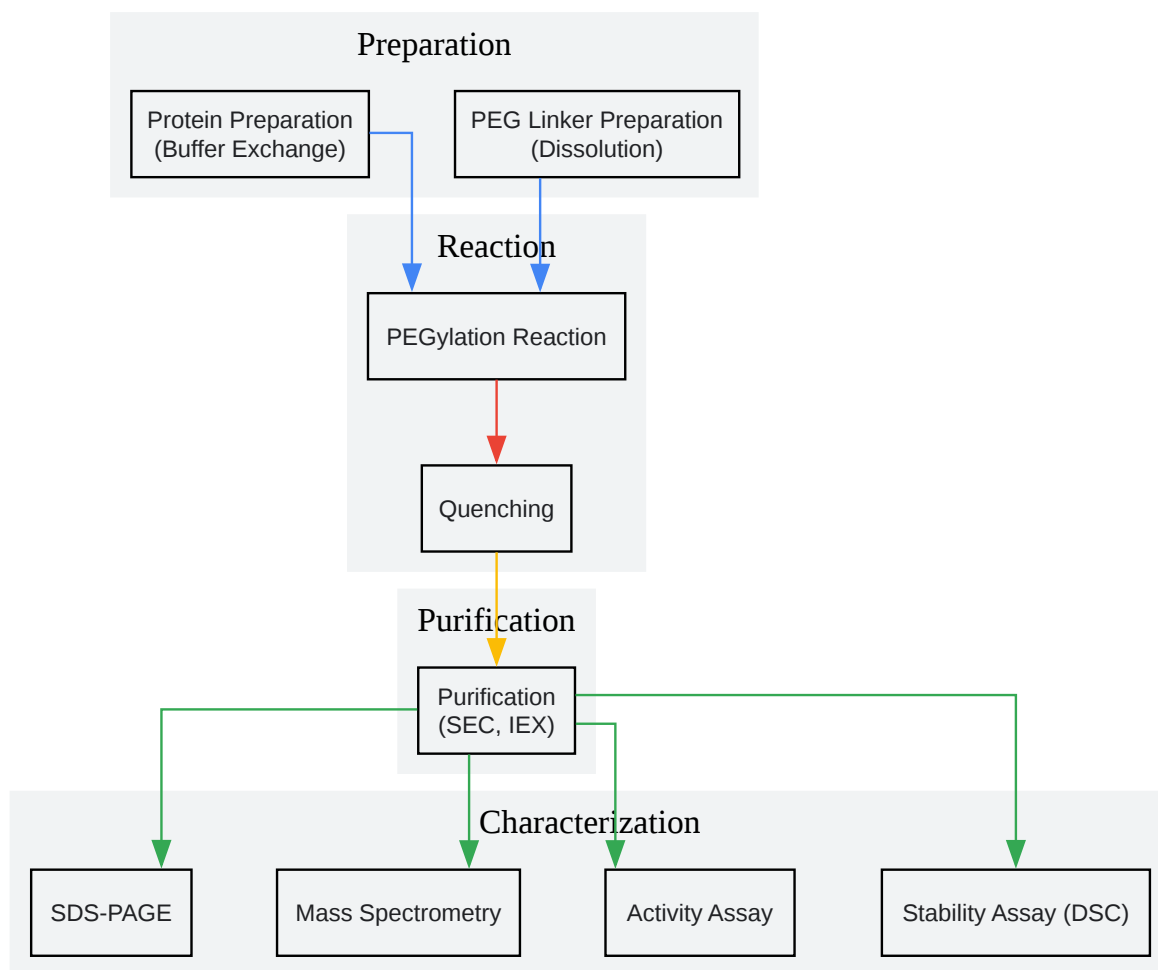 Preparation
Protein Preparation
(Buffer Exchange)
PEG Linker Preparation
(Dissolution)
Reaction
PEGylation Reaction
Quenching
Purification
Purification
(SEC, IEX)
Characterization
SDS-PAGE
Mass Spectrometry
Activity Assay
Stability Assay (DSC)